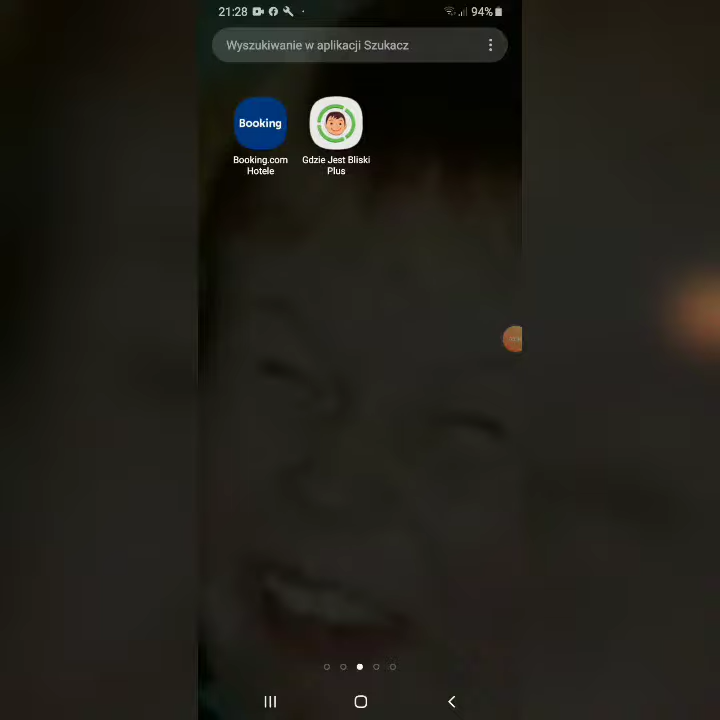 21:28
94%
Wyszukiwanie w aplikacji Szukacz
Booking
Booking.com
Hotele
Gdzie Jest Bliski
Plus